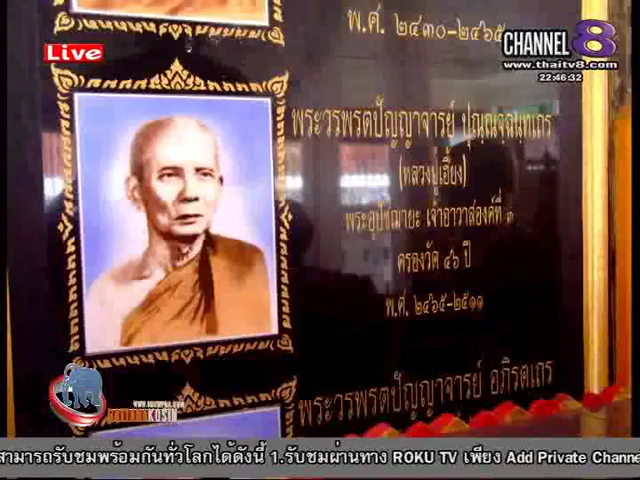 พ.ศ. ๒๔๓๐-๒๔๖๕
CHANNEL 8
www.thaitv8.com
22:46:32
Live
พระวรพรตปัญญาจารย์ ปุณฺณจฺฉนฺทเถร
(หลวงปู่เฮี้ยง)
พระอุปัชฌายะ เจ้าอาวาสองค์ที่ ๓
ครองวัด ๔๖ ปี
พ.ศ. ๒๔๖๕-๒๕๑๑
พระวรพรตปัญญาจารย์ อภิรตเถร
KOSIN
สามารถรับชมพร้อมกันทั่วโลกได้ดังนี้ 1.รับชมผ่านทาง ROKU TV เพียง Add Private Channe